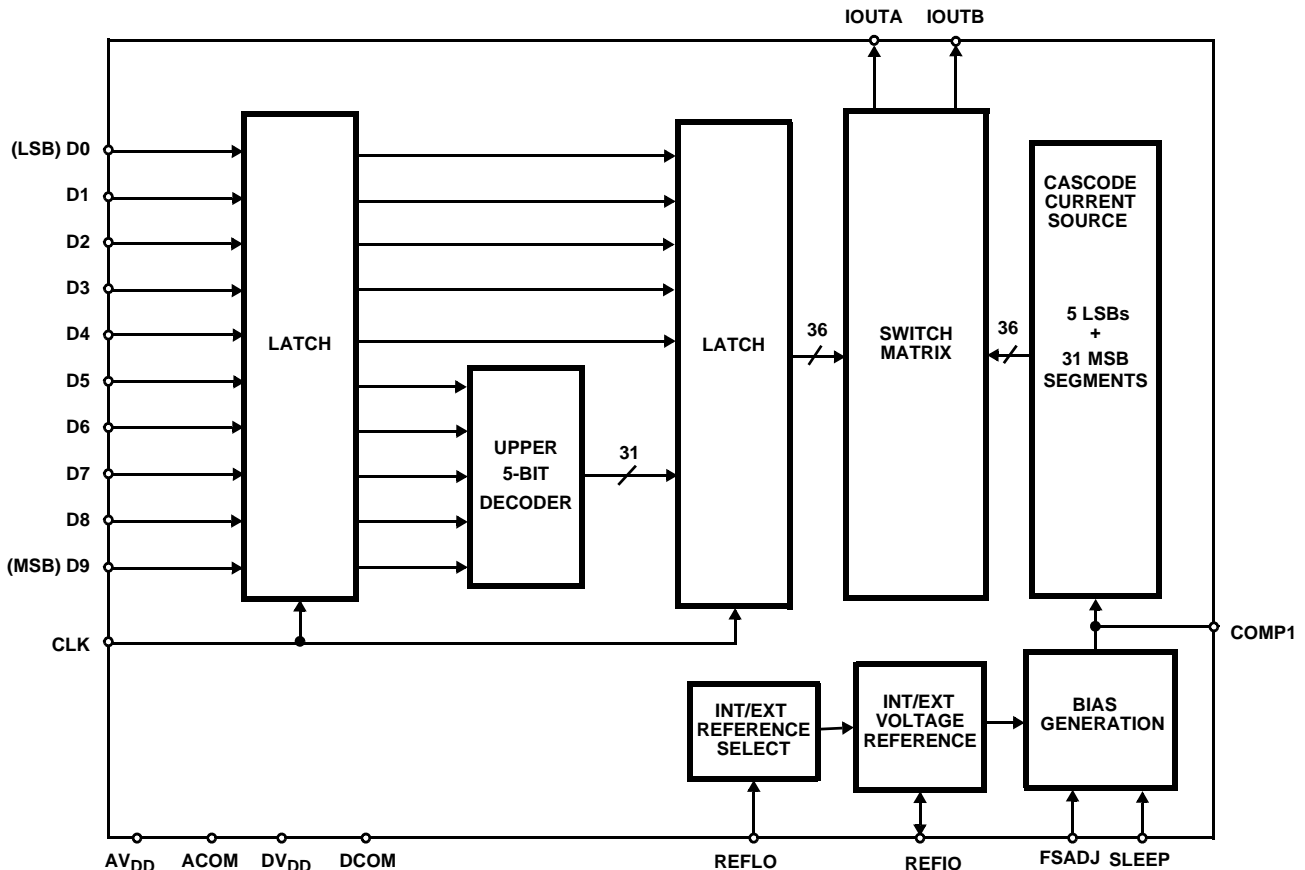 IOUTA IOUTB
(LSB) D0
D1
D2
D3
D4
D5
D6
D7
D8
(MSB) D9
CLK
LATCH
UPPER
5-BIT
DECODER
31
LATCH
36
SWITCH
MATRIX
36
CASCODE
CURRENT
SOURCE
5 LSBs
+
31 MSB
SEGMENTS
COMP1
INT/EXT
REFERENCE
SELECT
INT/EXT
VOLTAGE
REFERENCE
BIAS
GENERATION
AVDD ACOM DVDD DCOM REFLO REFIO FSADJ SLEEP